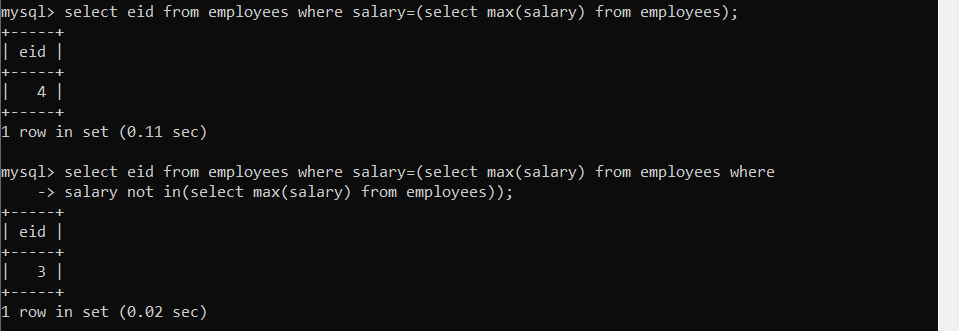 mysql> select eid from employees where salary=(select max(salary) from employees);
+-----+
| eid |
+-----+
|   4 |
+-----+
1 row in set (0.11 sec)
mysql> select eid from employees where salary=(select max(salary) from employees where
    -> salary not in(select max(salary) from employees));
+-----+
| eid |
+-----+
|   3 |
+-----+
1 row in set (0.02 sec)